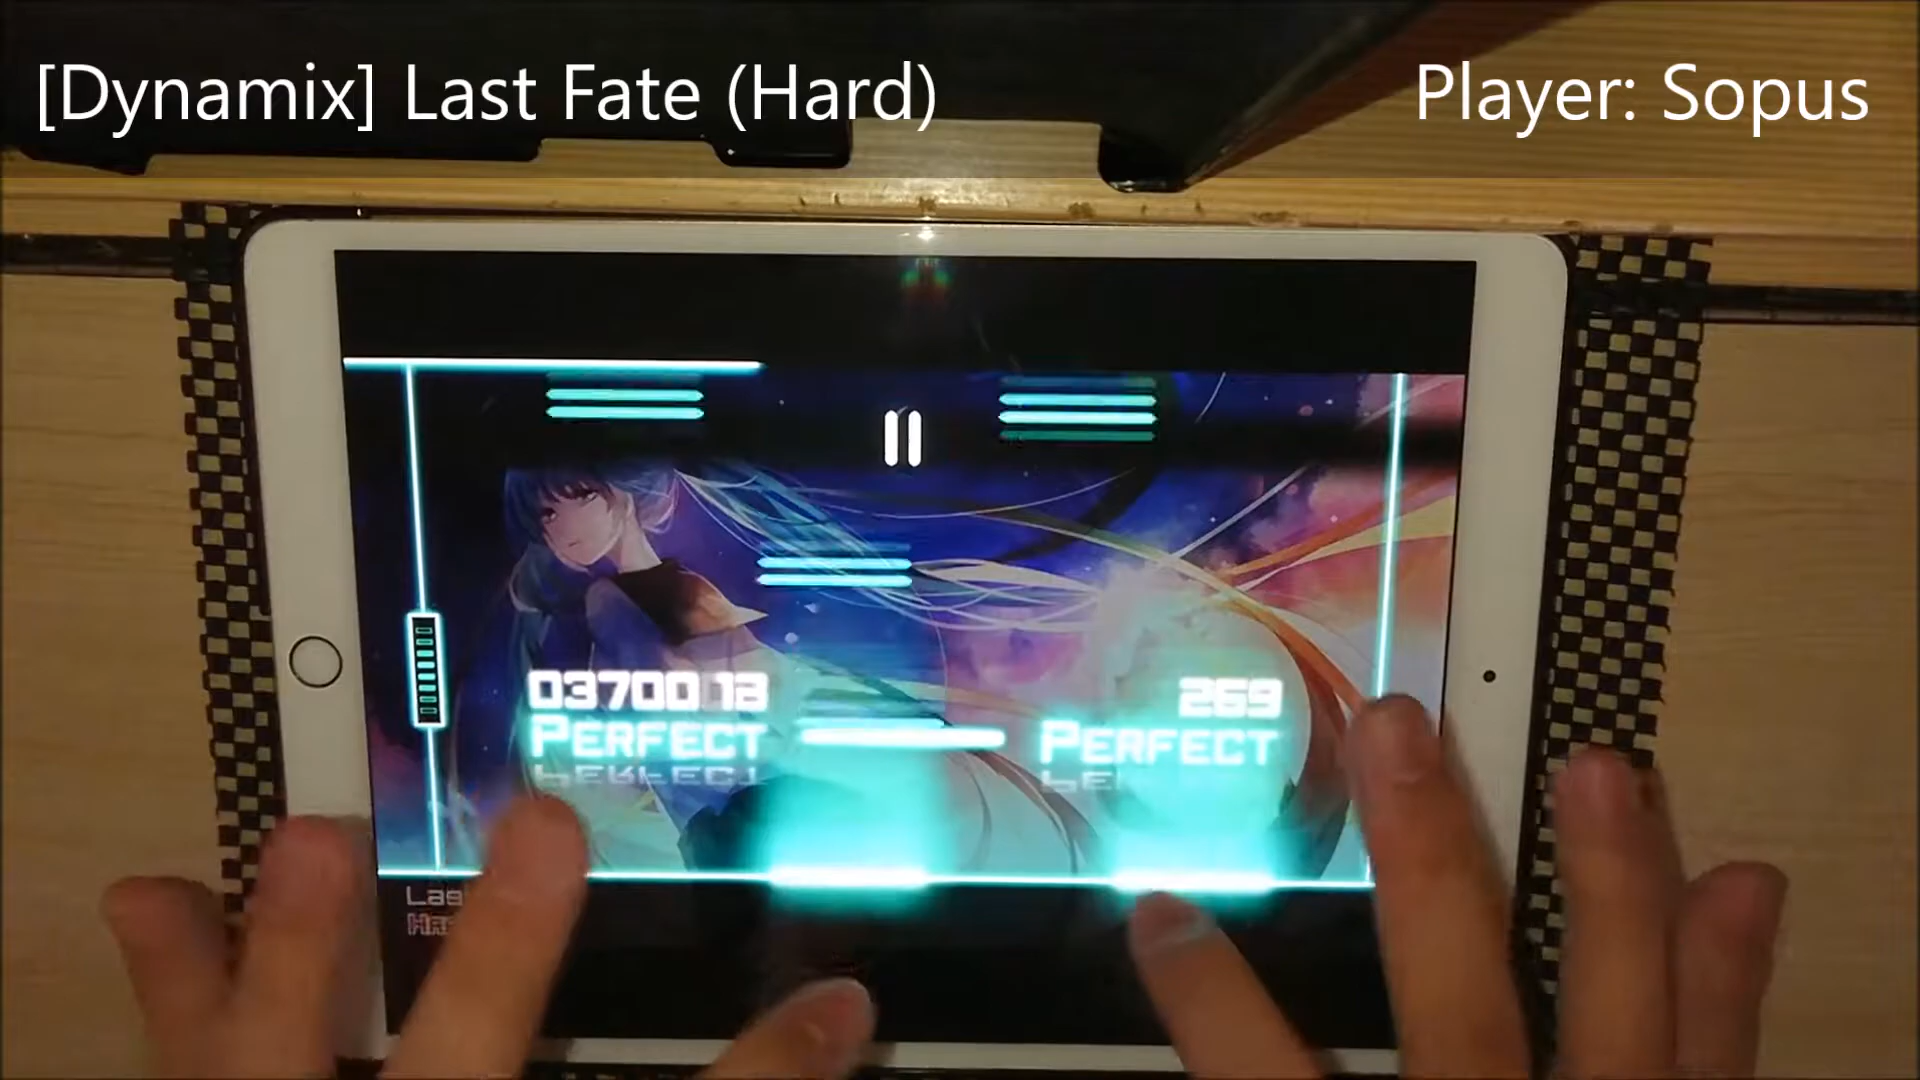 [Dynamix] Last Fate (Hard)
Player: Sopus
269
PERFECT
PERFECT